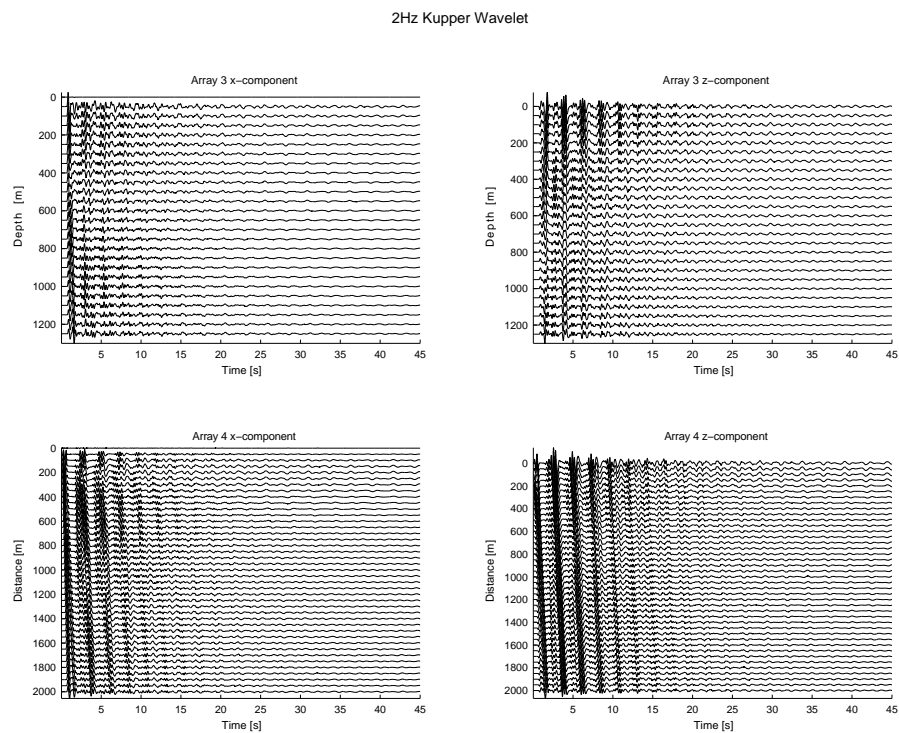 2Hz Kupper Wavelet
Array 3 x−component
0
200
400
600
800
1000
1200
Depth [m]
5 10 15 20 25 30 35 40 45
Time [s]
Array 3 z−component
0
200
400
600
800
1000
1200
Depth [m]
5 10 15 20 25 30 35 40 45
Time [s]
Array 4 x−component
0
200
400
600
800
1000
1200
1400
1600
1800
2000
Distance [m]
5 10 15 20 25 30 35 40 45
Time [s]
Array 4 z−component
0
200
400
600
800
1000
1200
1400
1600
1800
2000
Distance [m]
5 10 15 20 25 30 35 40 45
Time [s]